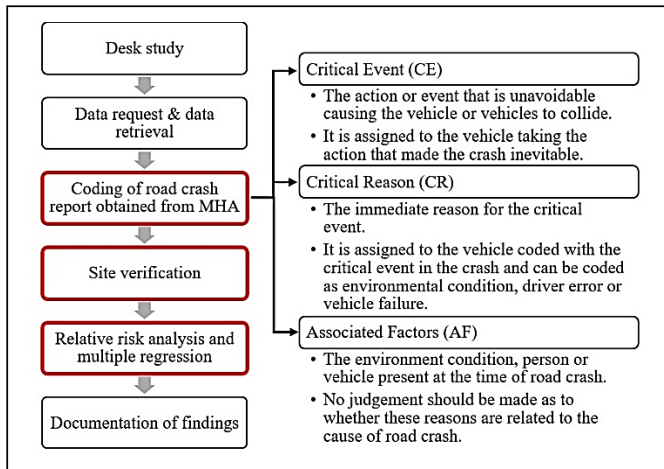 Desk study
Data request & data
retrieval
Coding of road crash
report obtained from MHA
Site verification
Relative risk analysis and
multiple regression
Documentation of findings
Critical Event (CE)
• The action or event that is unavoidable
causing the vehicle or vehicles to collide.
• It is assigned to the vehicle taking the
action that made the crash inevitable.
Critical Reason (CR)
• The immediate reason for the critical
event.
• It is assigned to the vehicle coded with the
critical event in the crash and can be coded
as environmental condition, driver error or
vehicle failure.
Associated Factors (AF)
• The environment condition, person or
vehicle present at the time of road crash.
• No judgement should be made as to
whether these reasons are related to the
cause of road crash.